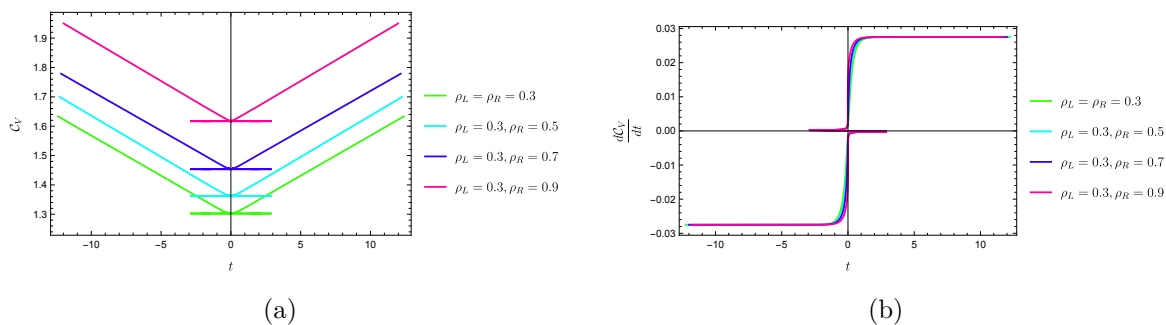 1.9
1.8
1.7
1.6
1.5
1.4
1.3
𝒞_V
−10 −5 0 5 10
t
ρ_L = ρ_R = 0.3
ρ_L = 0.3, ρ_R = 0.5
ρ_L = 0.3, ρ_R = 0.7
ρ_L = 0.3, ρ_R = 0.9
(a)
0.03
0.02
0.01
0.00
−0.01
−0.02
−0.03
d𝒞_V
dt
−10 −5 0 5 10
t
ρ_L = ρ_R = 0.3
ρ_L = 0.3, ρ_R = 0.5
ρ_L = 0.3, ρ_R = 0.7
ρ_L = 0.3, ρ_R = 0.9
(b)